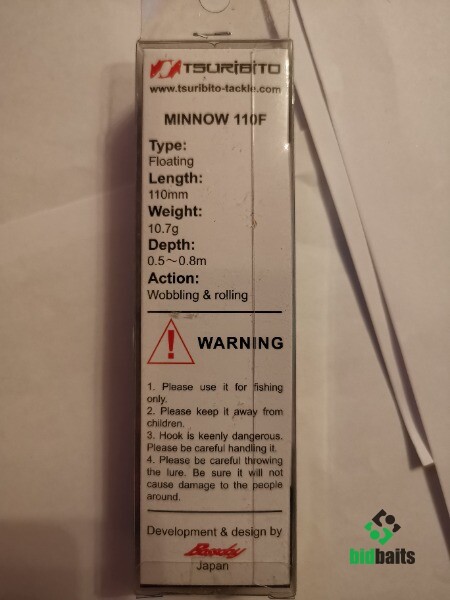 TSURIBITO
www.tsuribito-tackle.com
MINNOW 110F
Type:
Floating
Length:
110mm
Weight:
10.7g
Depth:
0.5～0.8m
Action:
Wobbling & rolling
WARNING
1. Please use it for fishing
only.
2. Please keep it away from
children.
3. Hook is keenly dangerous.
Please be careful handling it.
4. Please be careful throwing
the lure. Be sure it will not
cause damage to the people
around.
Development & design by
Japan
bidbaits